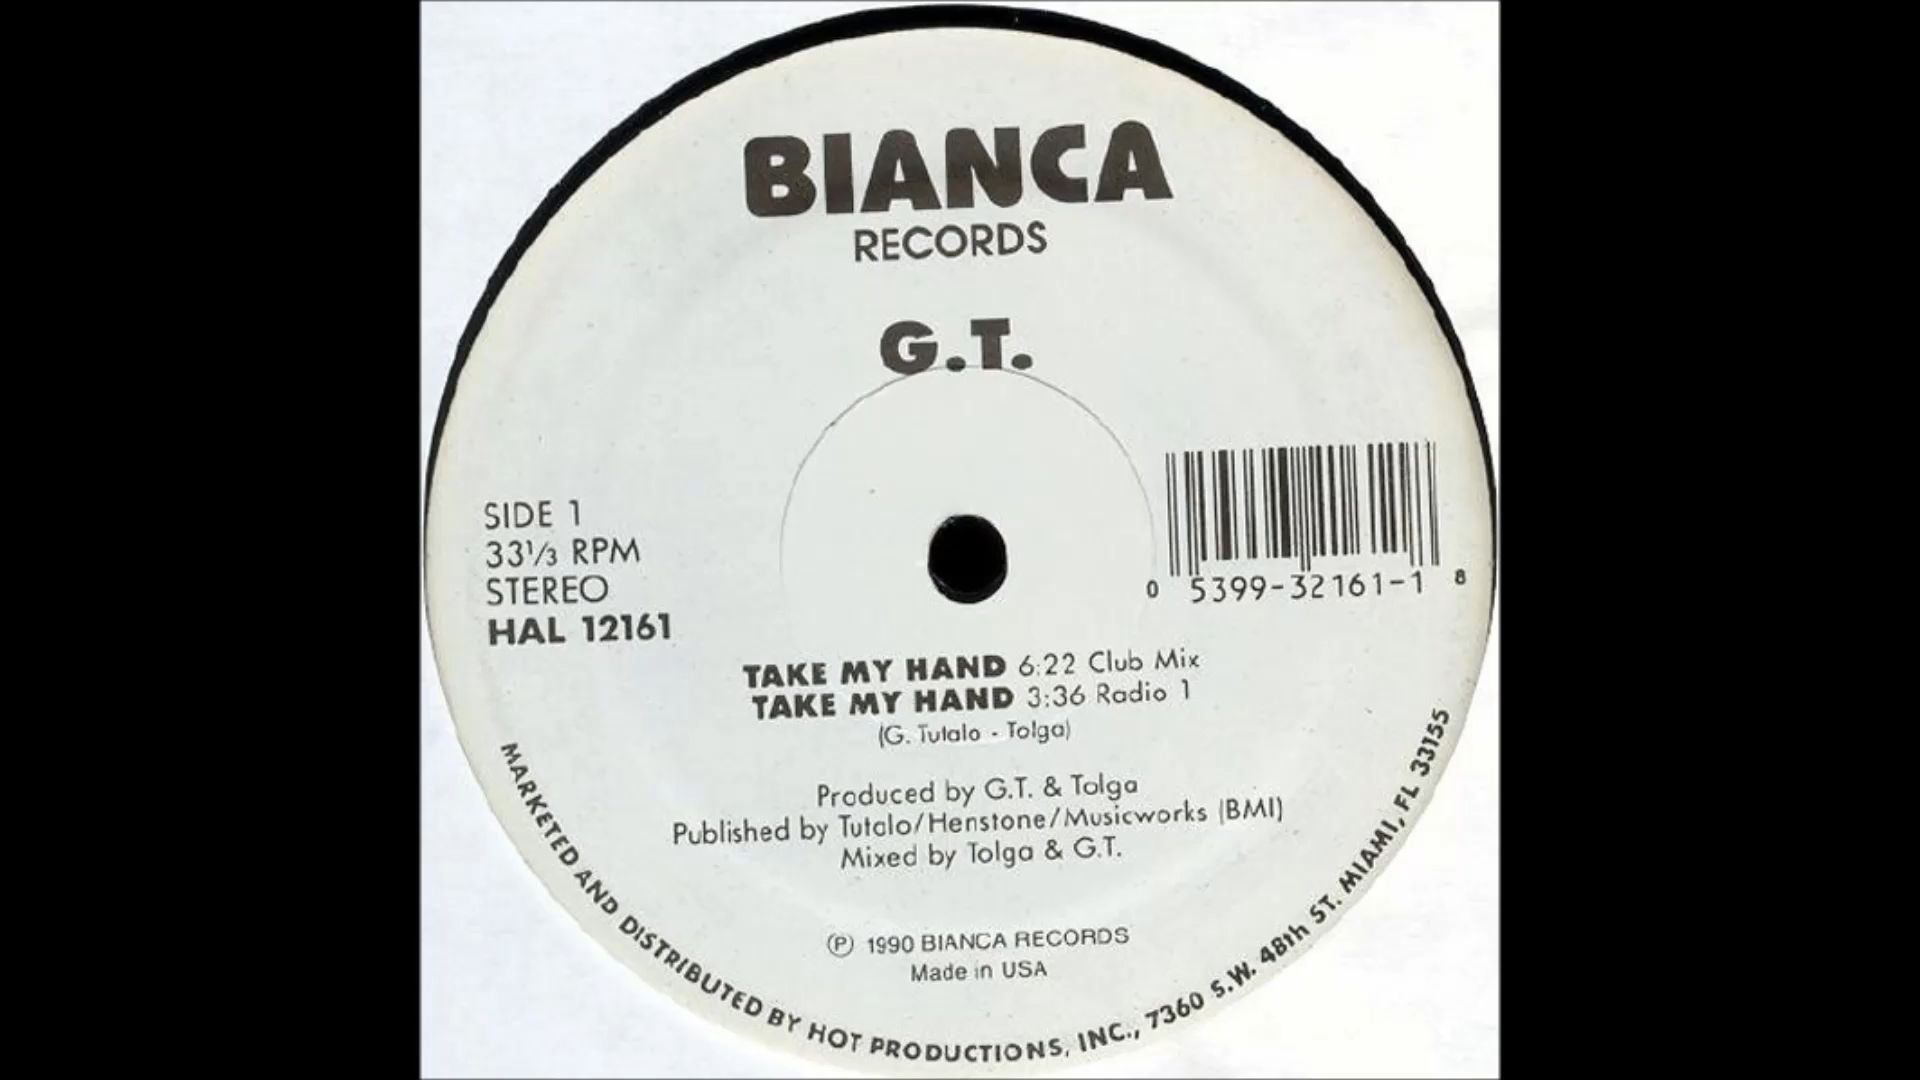 BIANCA
RECORDS
G.T.
SIDE 1
33⅓ RPM
STEREO
HAL 12161
0 5399-32161-1 8
TAKE MY HAND 6:22 Club Mix
TAKE MY HAND 3:36 Radio 1
(G. Tutalo - Tolga)
Produced by G.T. & Tolga
Published by Tutalo/Henstone/Musicworks (BMI)
Mixed by Tolga & G.T.
Ⓟ 1990 BIANCA RECORDS
Made in USA
MARKETED AND DISTRIBUTED BY HOT PRODUCTIONS, INC., 7360 S.W. 48th ST. MIAMI, FL 33155